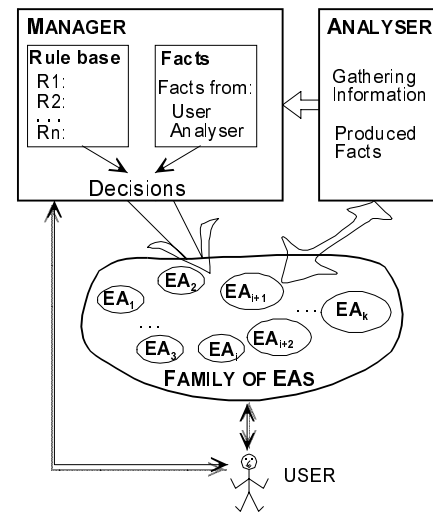 MANAGER
Rule base
R1:
R2:
...
Rn:
Facts
Facts from:
User
Analyser
Decisions
ANALYSER
Gathering
Information
Produced
Facts
EA1
EA2
EAi+1
... EAk
...
EA3
EAi
EAi+2
FAMILY OF EAS
USER